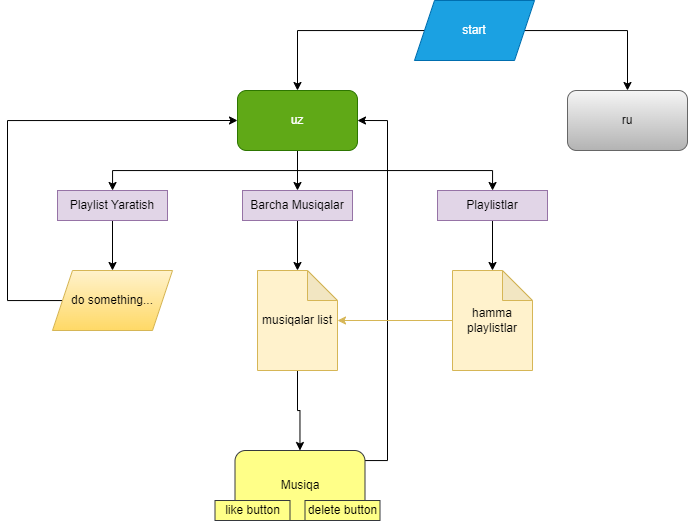 start
uz
ru
Playlist Yaratish
Barcha Musiqalar
Playlistlar
do something...
musiqalar list
hamma
playlistlar
Musiqa
like button
delete button